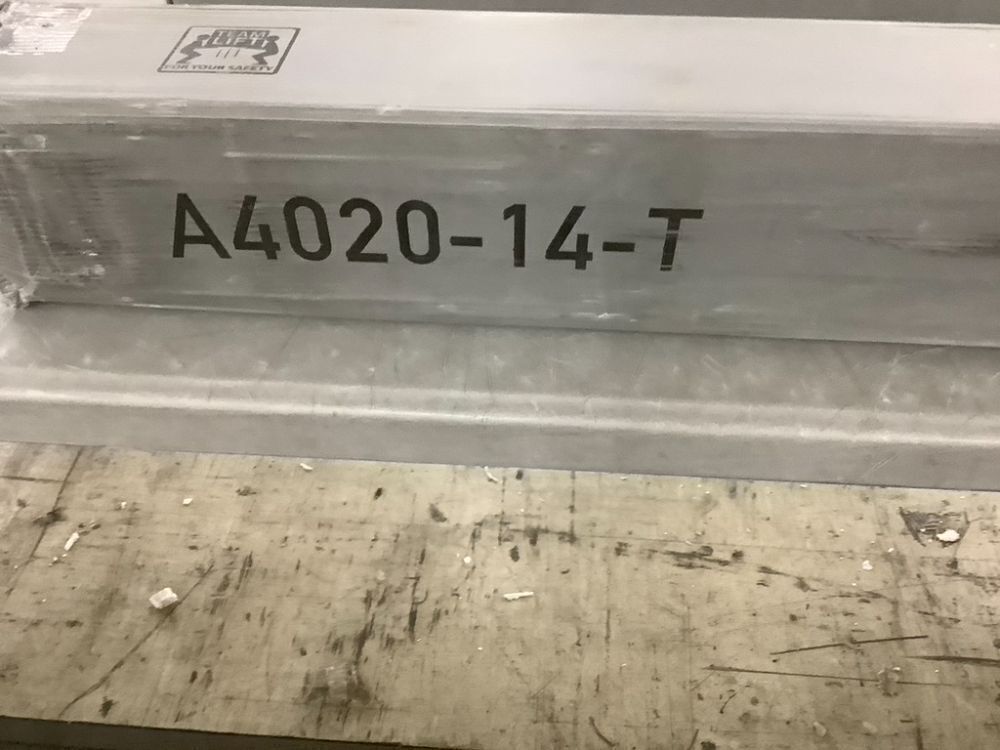 TEAM
LIFT!
FOR YOUR SAFETY
A4020-14-T